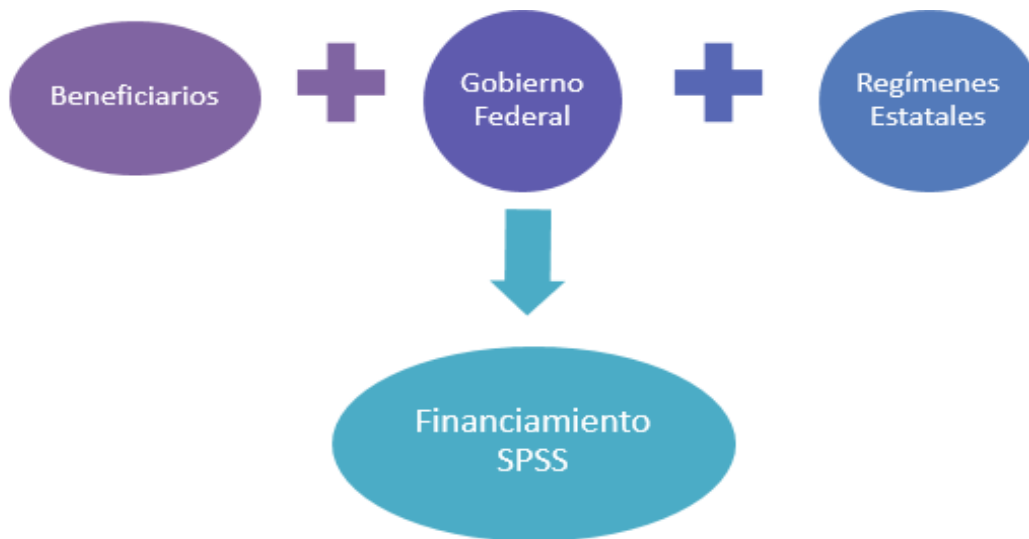 Beneficiarios
Gobierno
Federal
Regímenes
Estatales
Financiamiento
SPSS